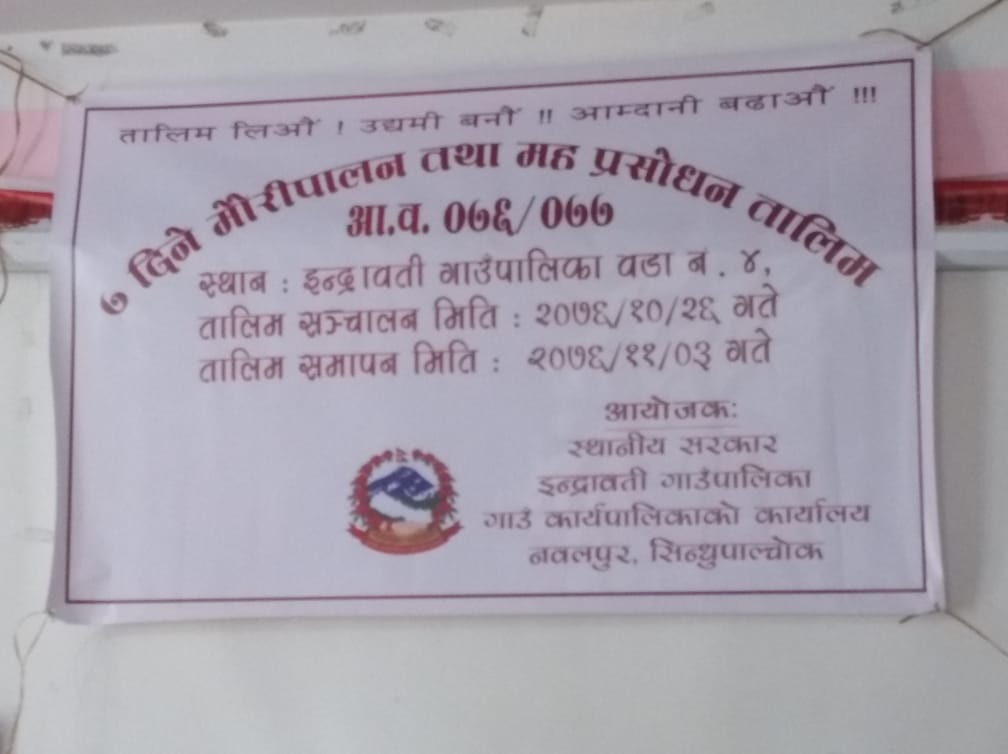 तालिम लिऔं ! उद्यमी बनौं !! आम्दानी बढाऔं !!!
७ दिने मौरीपालन तथा मह प्रसोधन तालिम
आ.व. ०७६/०७७
स्थान : इन्द्रावती गाउँपालिका वडा नं . ४,
तालिम सञ्चालन मिति : २०७६/१०/२६ गते
तालिम समापन मिति : २०७६/११/०३ गते
आयोजक:
स्थानीय सरकार
इन्द्रावती गाउँपालिका
गाउँ कार्यपालिकाको कार्यालय
नवलपुर, सिन्धुपाल्चोक